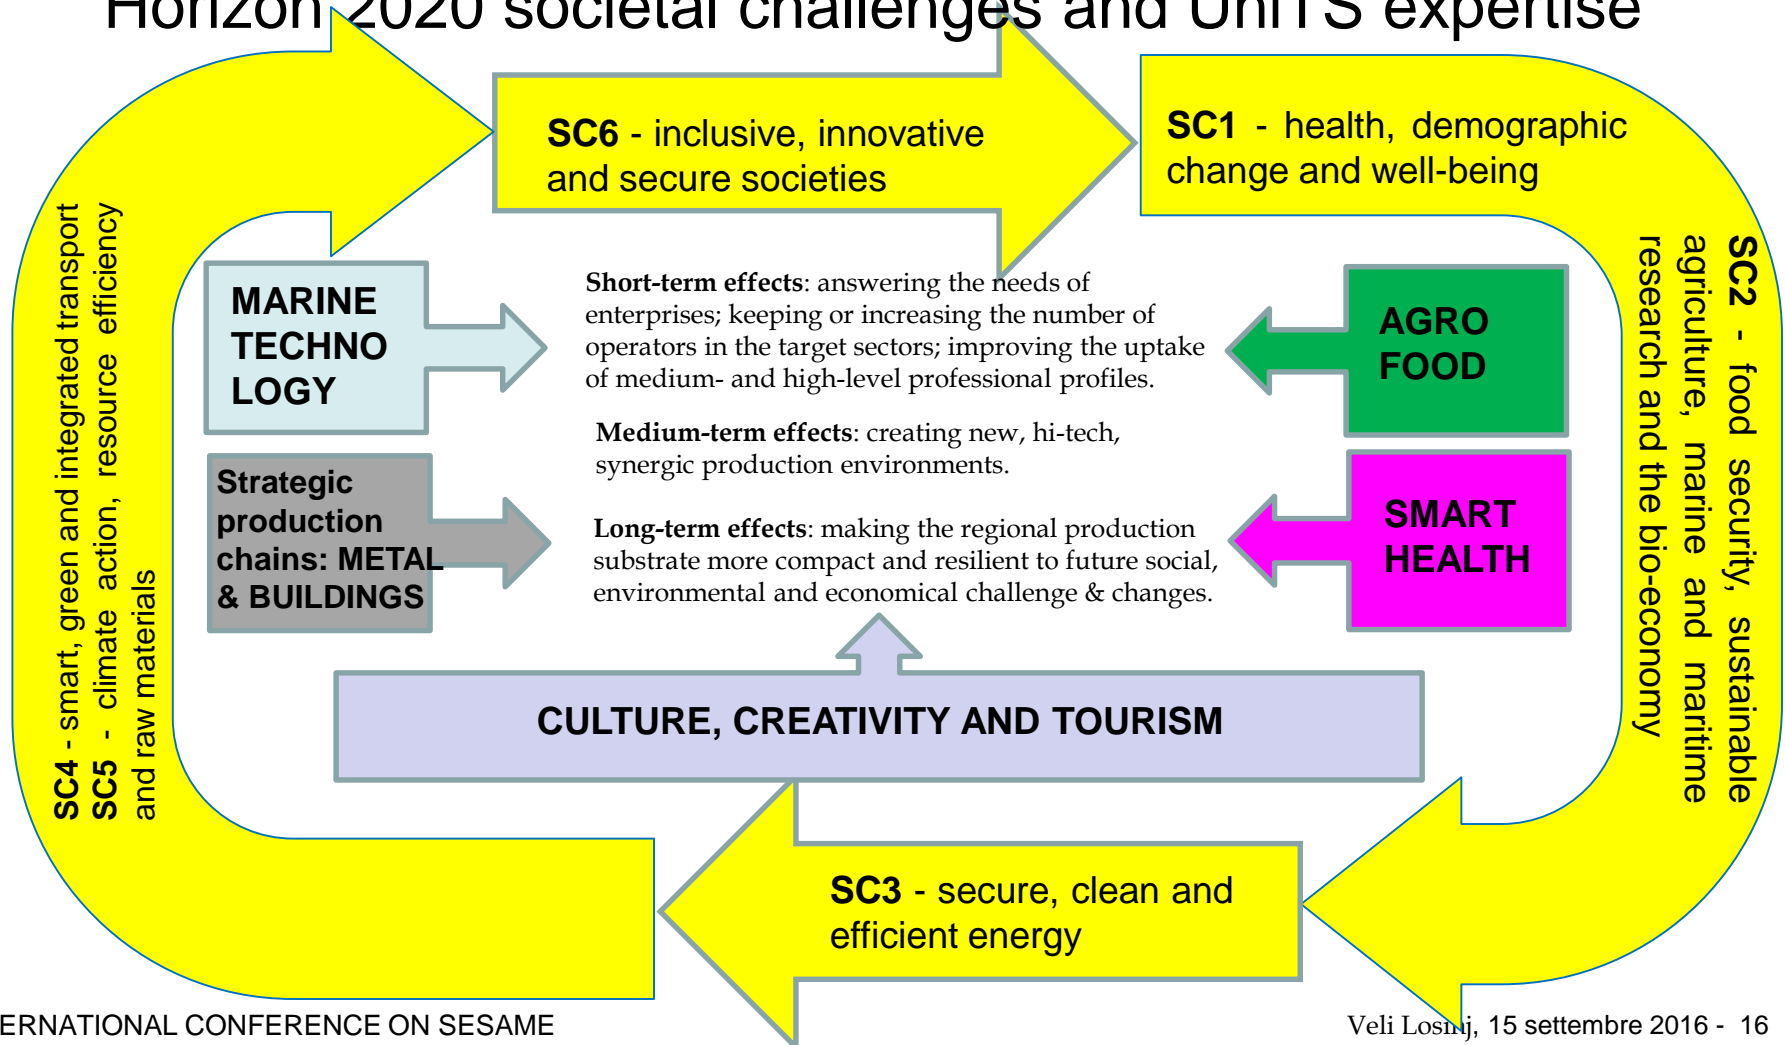 Horizon 2020 societal challenges and UniTS expertise
SC6 - inclusive, innovative
and secure societies
SC1 - health, demographic
change and well-being
SC4 - smart, green and integrated transport
SC5 - climate action, resource efficiency
and raw materials
MARINE
TECHNO
LOGY
Strategic
production
chains: METAL
& BUILDINGS
Short-term effects: answering the needs of
enterprises; keeping or increasing the number of
operators in the target sectors; improving the uptake
of medium- and high-level professional profiles.
Medium-term effects: creating new, hi-tech,
synergic production environments.
Long-term effects: making the regional production
substrate more compact and resilient to future social,
environmental and economical challenge & changes.
AGRO
FOOD
SMART
HEALTH
SC2 - food security, sustainable
agriculture, marine and maritime
research and the bio-economy
CULTURE, CREATIVITY AND TOURISM
SC3 - secure, clean and
efficient energy
ERNATIONAL CONFERENCE ON SESAME
Veli Losinj, 15 settembre 2016 - 16